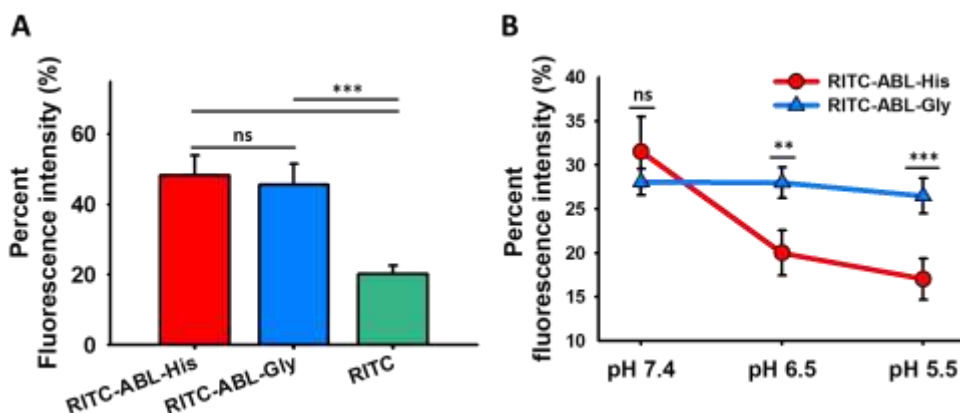 A
Percent
Fluorescence intensity (%)
60
40
20
0
***
ns
RITC-ABL-His
RITC-ABL-Gly
RITC
B
Percent
fluorescence intensity (%)
40
35
30
25
20
15
10
RITC-ABL-His
RITC-ABL-Gly
ns
**
***
pH 7.4
pH 6.5
pH 5.5